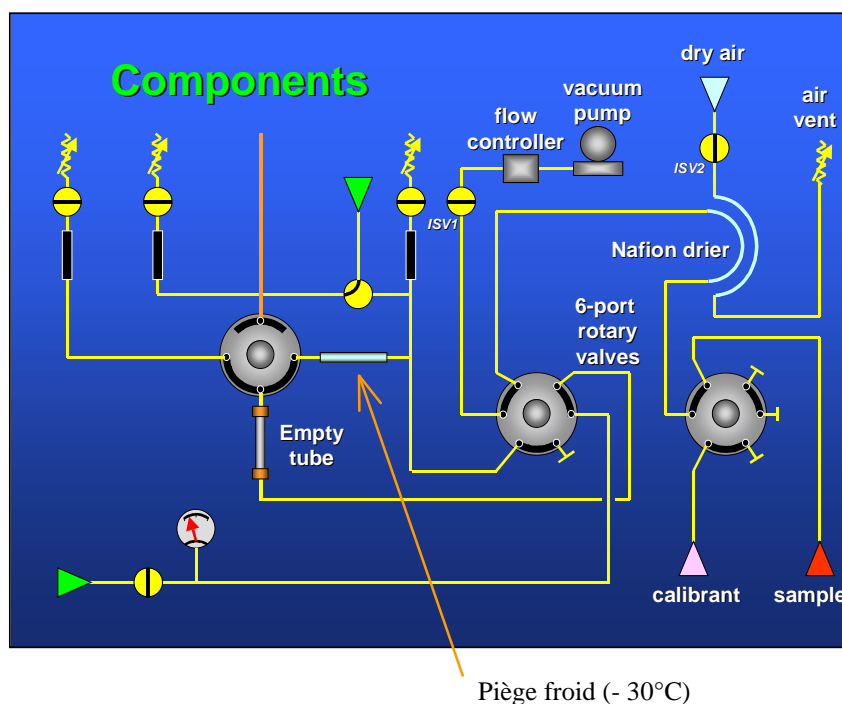 Components
dry air
vacuum
pump
flow
controller
air
vent
ISV2
ISV1
Nafion drier
6-port
rotary
valves
Empty
tube
calibrant
sample
Piège froid (- 30°C)